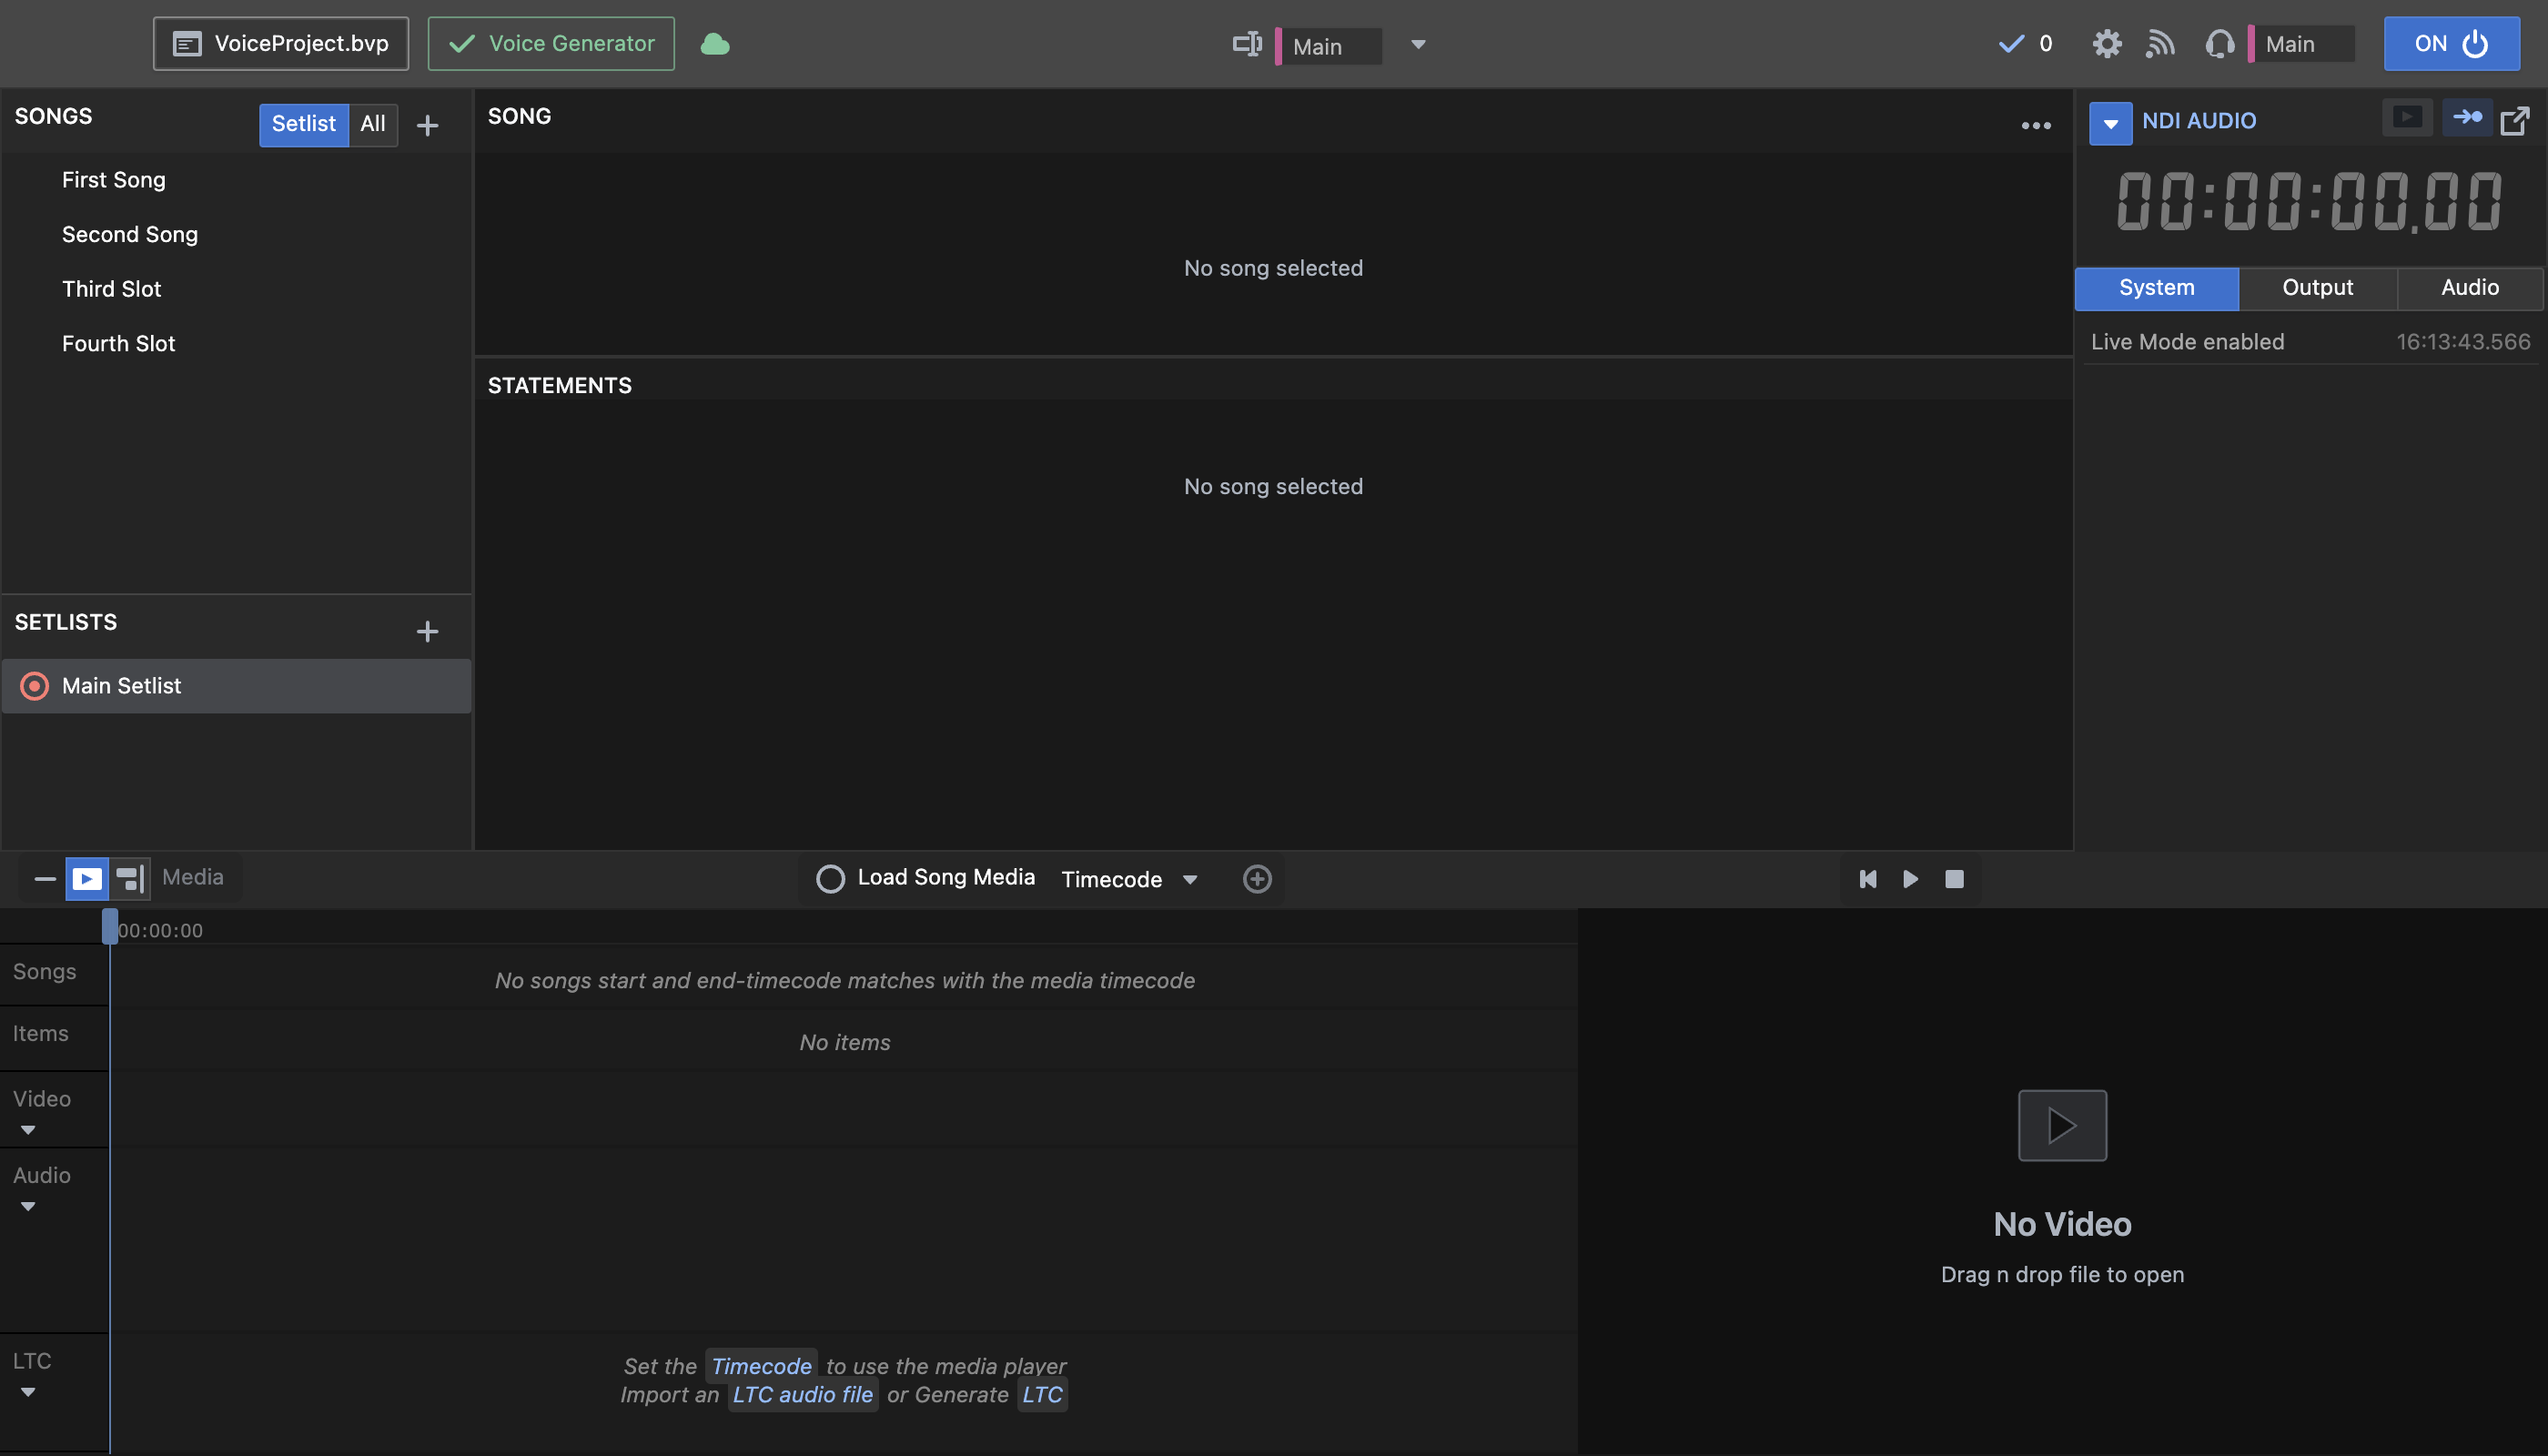 VoiceProject.bvp
Voice Generator
Main
0
Main
ON
SONGS
Setlist
All
First Song
Second Song
Third Slot
Fourth Slot
SETLISTS
Main Setlist
SONG
No song selected
STATEMENTS
No song selected
NDI AUDIO
00:00:00.00
System
Output
Audio
Live Mode enabled 16:13:43.566
Media
Load Song Media
Timecode
00:00:00
Songs
No songs start and end-timecode matches with the media timecode
Items
No items
Video
Audio
LTC
Set the Timecode to use the media player
Import an LTC audio file or Generate LTC
No Video
Drag n drop file to open